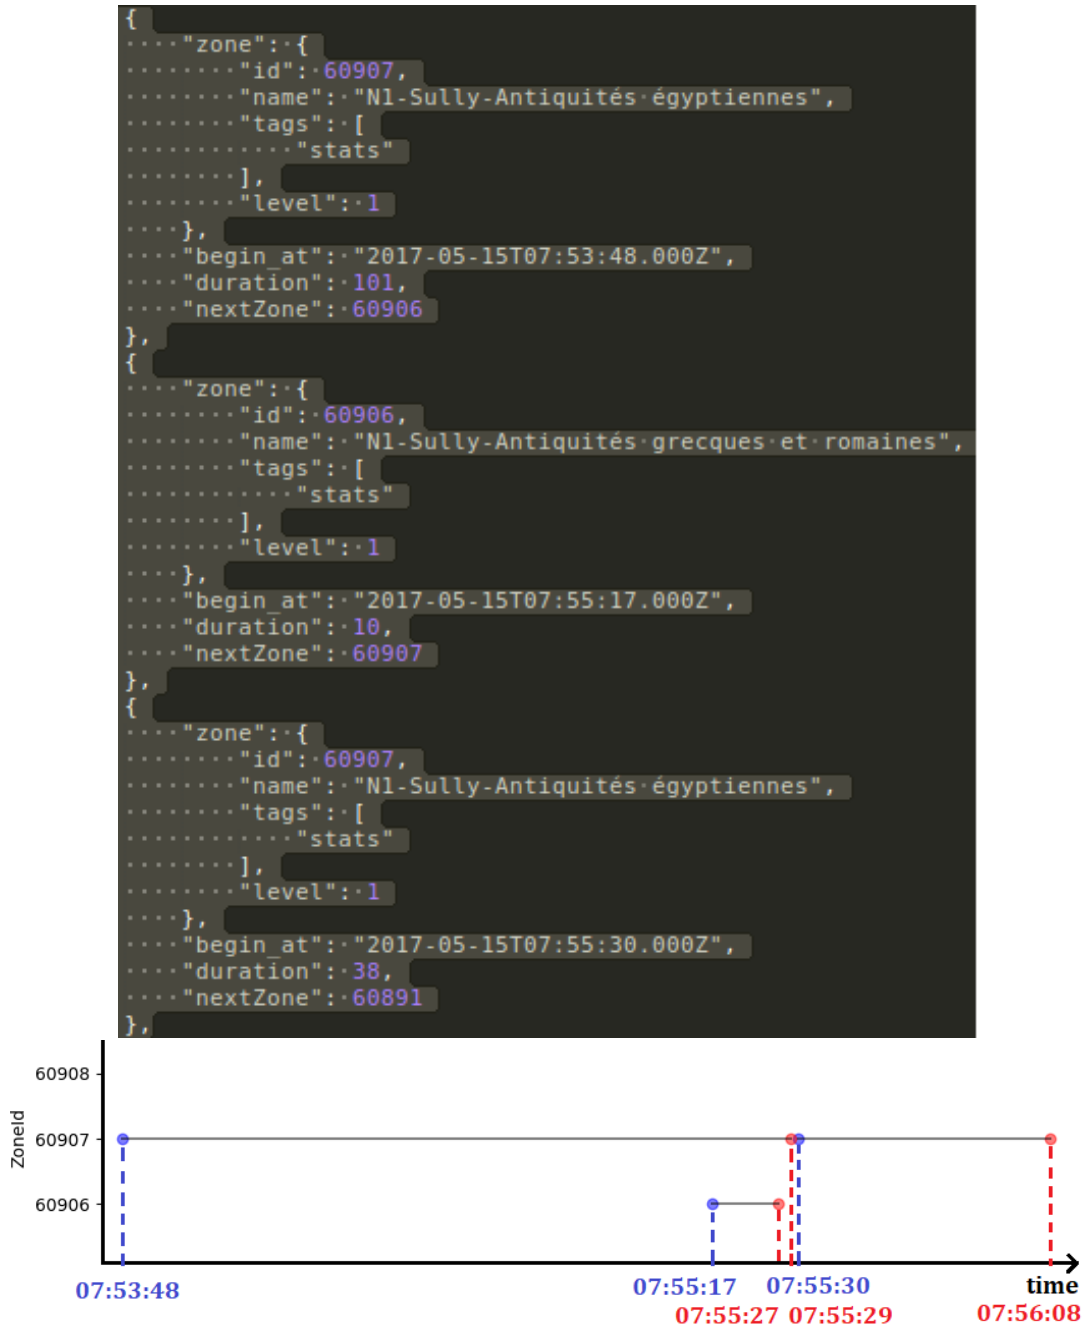 {
····"zone":·{
········"id":·60907,
········"name":·"N1-Sully-Antiquités·égyptiennes",
········"tags":·[
············"stats"
········],
········"level":·1
····},
····"begin_at":·"2017-05-15T07:53:48.000Z",
····"duration":·101,
····"nextZone":·60906
},
{
····"zone":·{
········"id":·60906,
········"name":·"N1-Sully-Antiquités·grecques·et·romaines",
········"tags":·[
············"stats"
········],
········"level":·1
····},
····"begin_at":·"2017-05-15T07:55:17.000Z",
····"duration":·10,
····"nextZone":·60907
},
{
····"zone":·{
········"id":·60907,
········"name":·"N1-Sully-Antiquités·égyptiennes",
········"tags":·[
············"stats"
········],
········"level":·1
····},
····"begin_at":·"2017-05-15T07:55:30.000Z",
····"duration":·38,
····"nextZone":·60891
},
60908
60907
60906
ZoneId
07:53:48
07:55:17
07:55:30
time
07:55:27
07:55:29
07:56:08